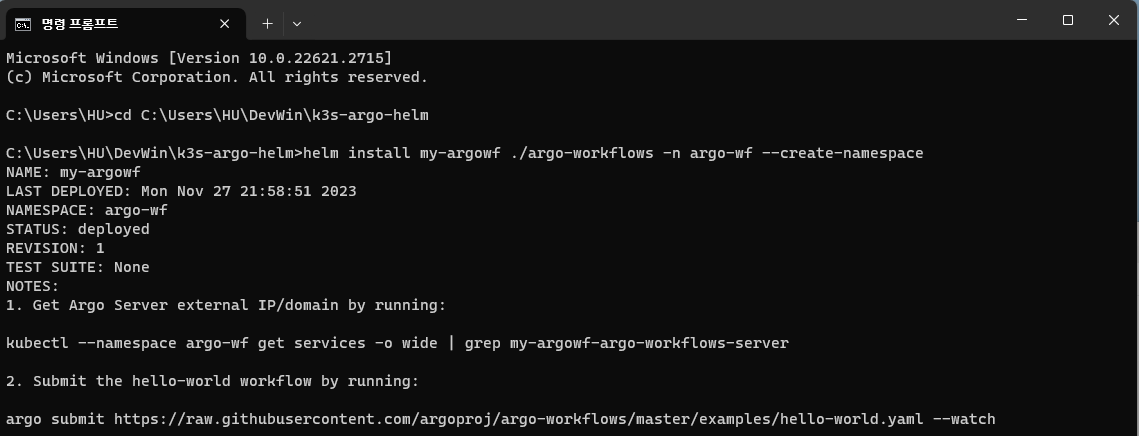 명령 프롬프트
Microsoft Windows [Version 10.0.22621.2715]
(c) Microsoft Corporation. All rights reserved.
C:\Users\HU>cd C:\Users\HU\DevWin\k3s-argo-helm
C:\Users\HU\DevWin\k3s-argo-helm>helm install my-argowf ./argo-workflows -n argo-wf --create-namespace
NAME: my-argowf
LAST DEPLOYED: Mon Nov 27 21:58:51 2023
NAMESPACE: argo-wf
STATUS: deployed
REVISION: 1
TEST SUITE: None
NOTES:
1. Get Argo Server external IP/domain by running:
kubectl --namespace argo-wf get services -o wide | grep my-argowf-argo-workflows-server
2. Submit the hello-world workflow by running:
argo submit https://raw.githubusercontent.com/argoproj/argo-workflows/master/examples/hello-world.yaml --watch